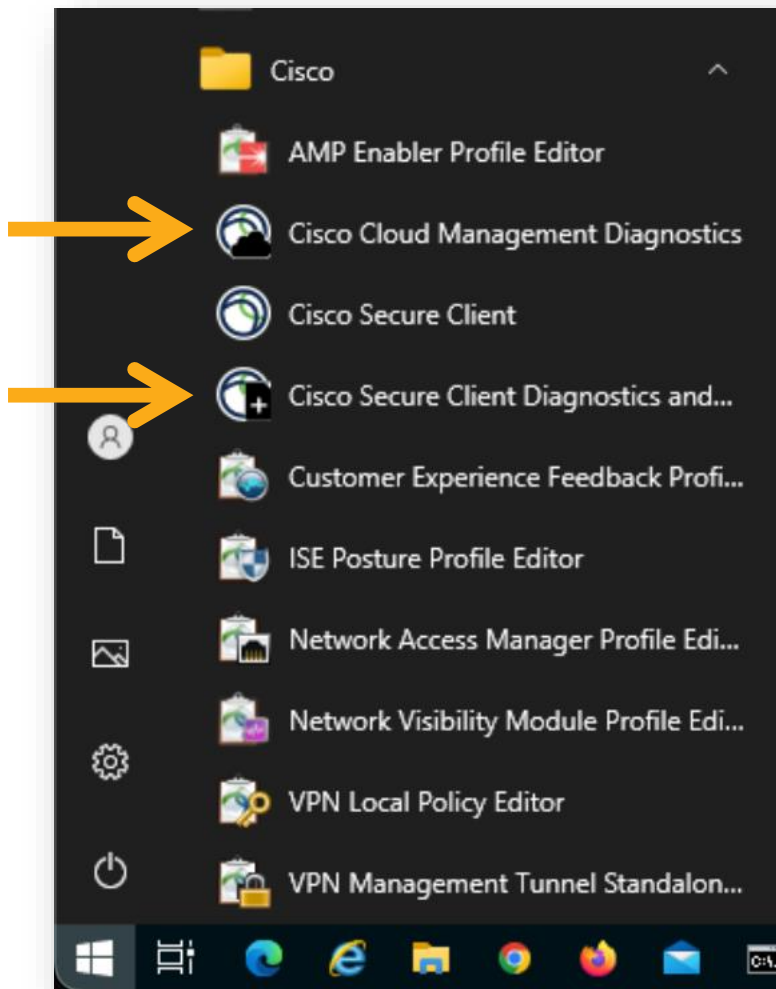 Cisco
AMP Enabler Profile Editor
Cisco Cloud Management Diagnostics
Cisco Secure Client
Cisco Secure Client Diagnostics and...
Customer Experience Feedback Profi...
ISE Posture Profile Editor
Network Access Manager Profile Edi...
Network Visibility Module Profile Edi...
VPN Local Policy Editor
VPN Management Tunnel Standalon...
C:\.